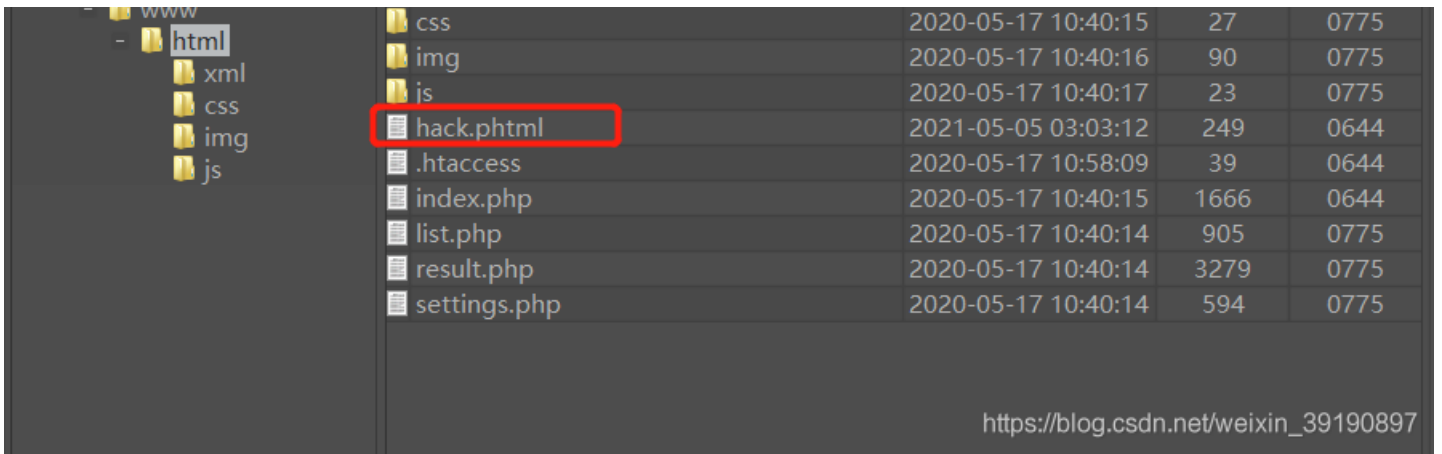 www
html
xml
css
img
js
css 2020-05-17 10:40:15 27 0775
img 2020-05-17 10:40:16 90 0775
js 2020-05-17 10:40:17 23 0775
hack.phtml 2021-05-05 03:03:12 249 0644
.htaccess 2020-05-17 10:58:09 39 0644
index.php 2020-05-17 10:40:15 1666 0644
list.php 2020-05-17 10:40:14 905 0775
result.php 2020-05-17 10:40:14 3279 0775
settings.php 2020-05-17 10:40:14 594 0775
https://blog.csdn.net/weixin_39190897